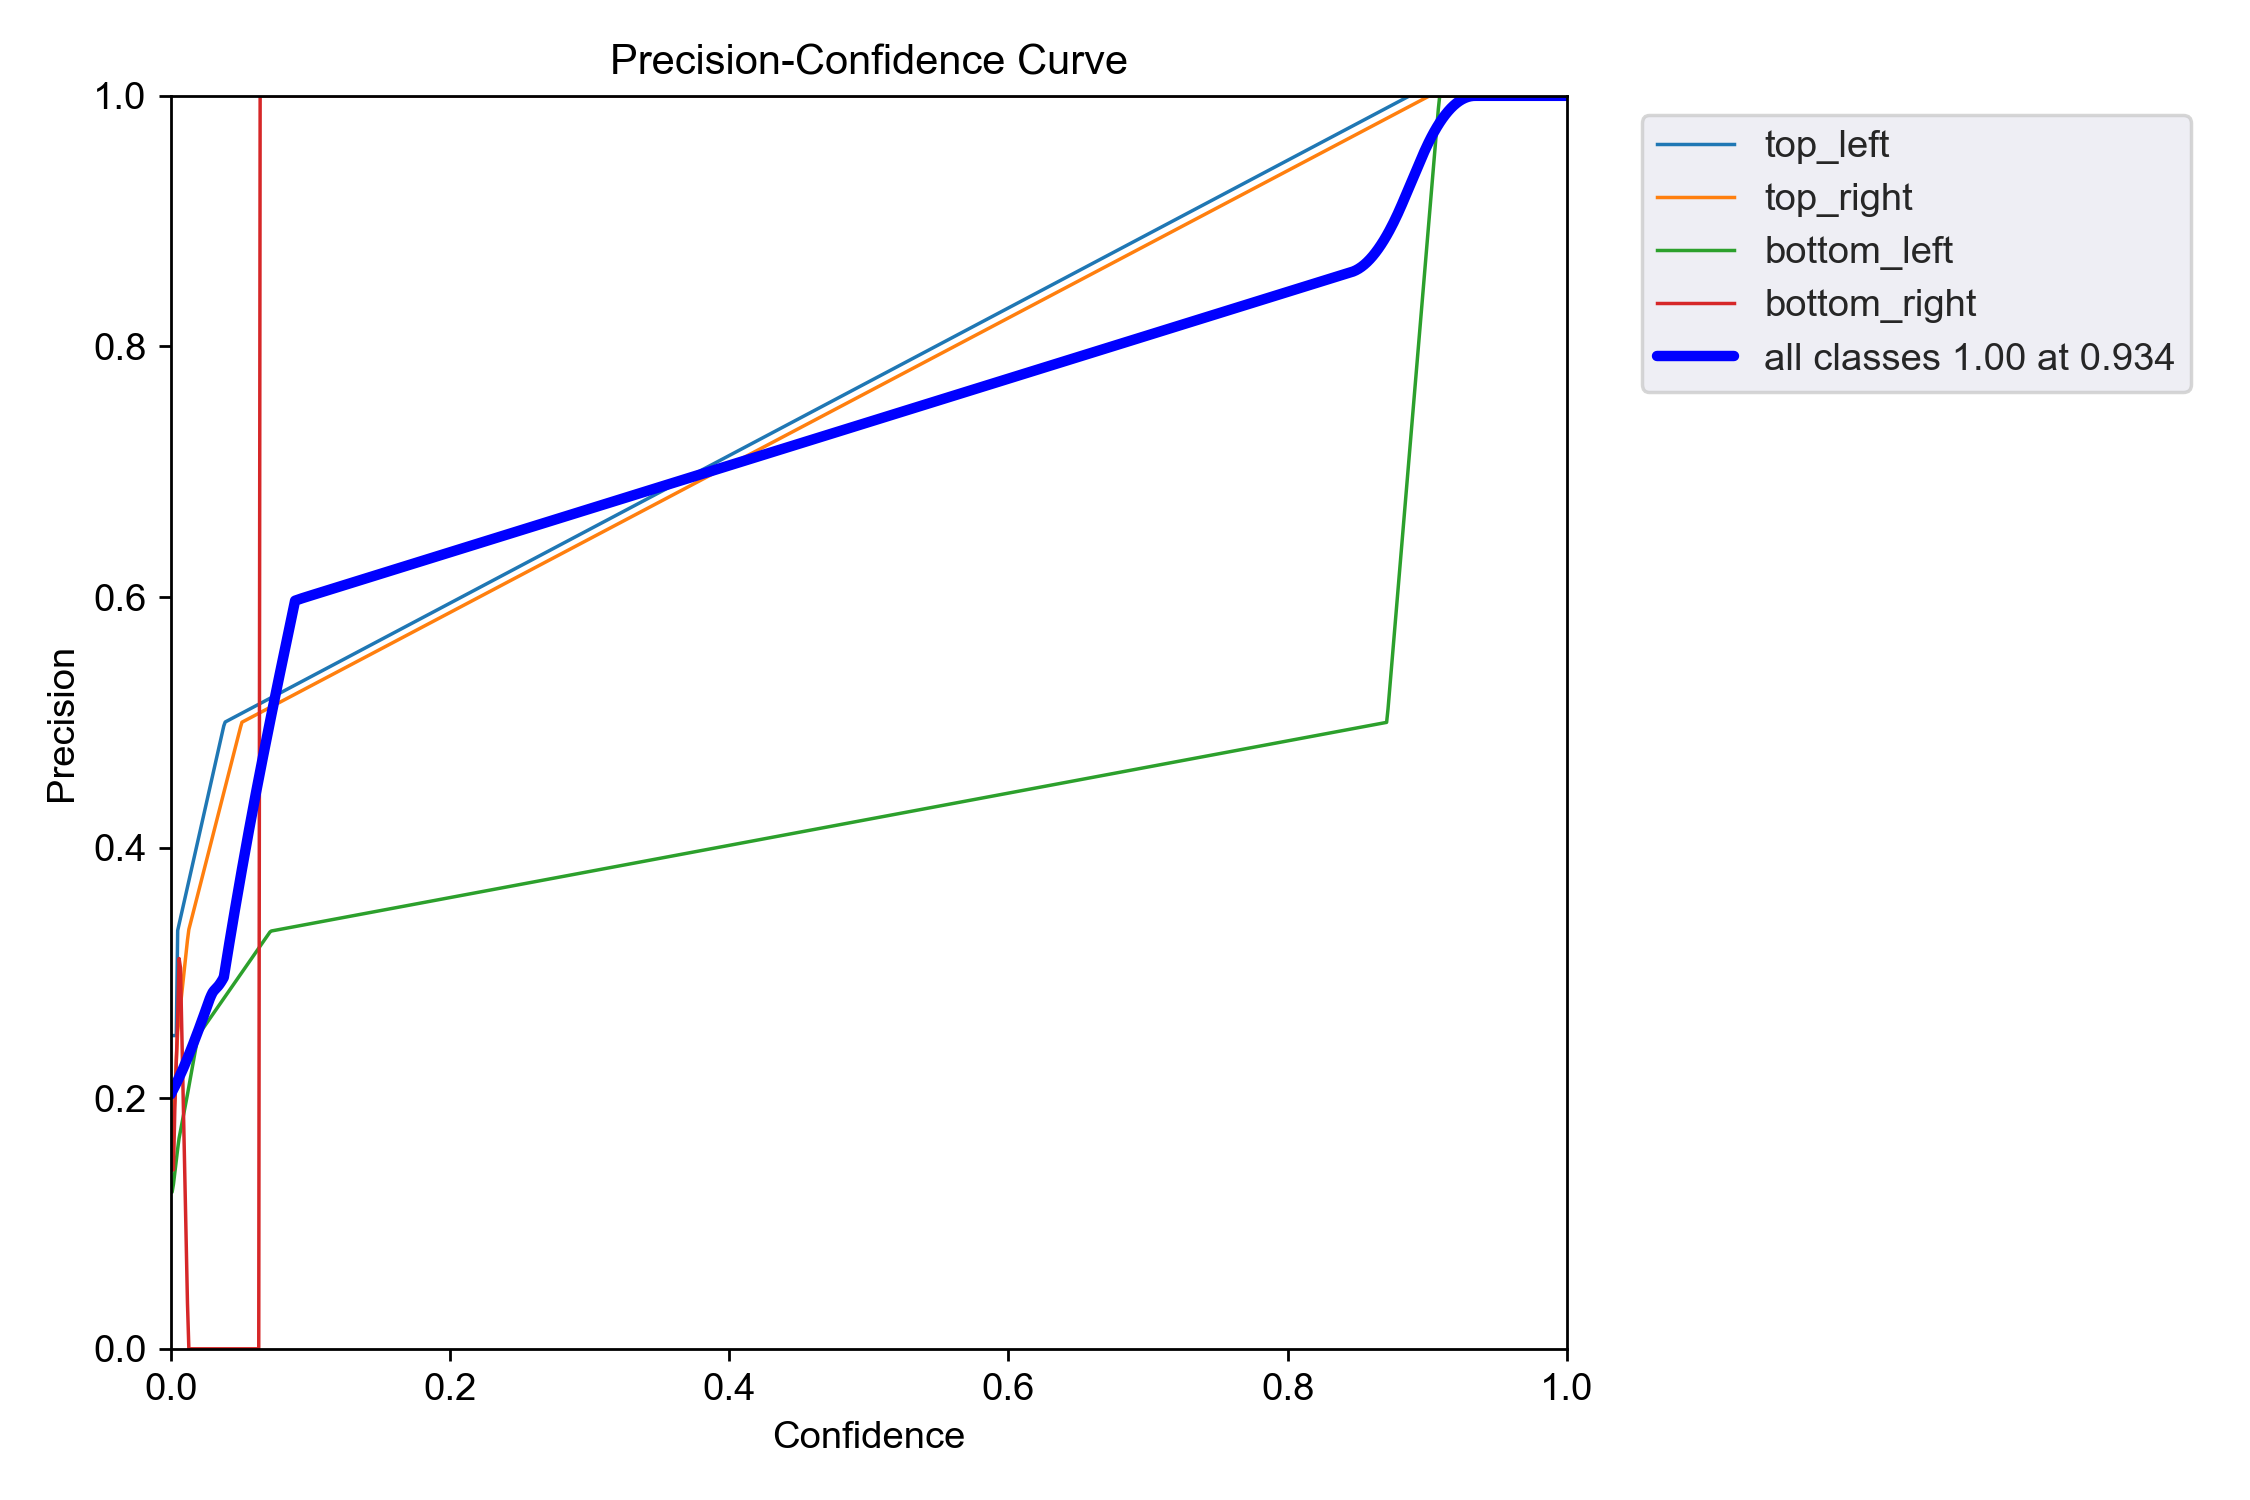 Precision-Confidence Curve
1.0
0.8
0.6
0.4
0.2
0.0
Precision
0.0 0.2 0.4 0.6 0.8 1.0
Confidence
top_left
top_right
bottom_left
bottom_right
all classes 1.00 at 0.934